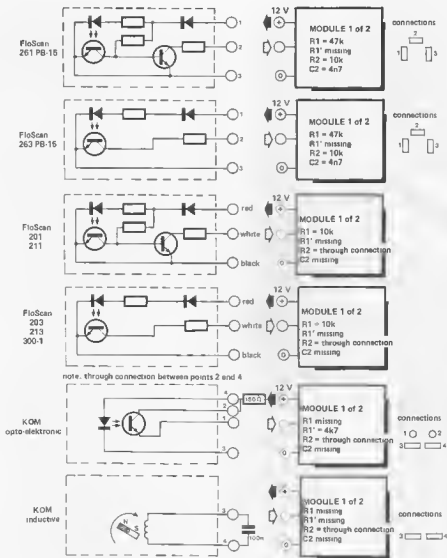 FloScan
261 PB-15
1
2
3
12 V
MODULE 1 of 2
R1 = 47k
R1' missing
R2 = 10k
C2 = 4n7
connections
2
1
FloScan
263 PB-15
1
2
12 V
MODULE 1 of 2
R1 = 47k
R1' missing
R2 = 10k
C2 = 4n7
connections
2
FloScan
201
211
red
white
black
12 V
MODULE 1 of 2
R1 = 10k
R1' missing
R2 = through connection
C2 missing
FloScan
203
213
300-1
red
white
black
12 V
MODULE 1 of 2
R1 = 10k
R1' missing
R2 = through connection
C2 missing
note. through connection between points 2 and 4
KOM
opto-elektronic
4
1
3
12 V
MODULE 1 of 2
R1 missing
R1' = 4k7
R2 = through connection
C2 missing
connections
1 2
3 4
KOM
inductive
N
S
3
4
100n
MODULE 1 of 2
R1 missing
R1' missing
R2 = through connection
C2 missing
connections
3 4